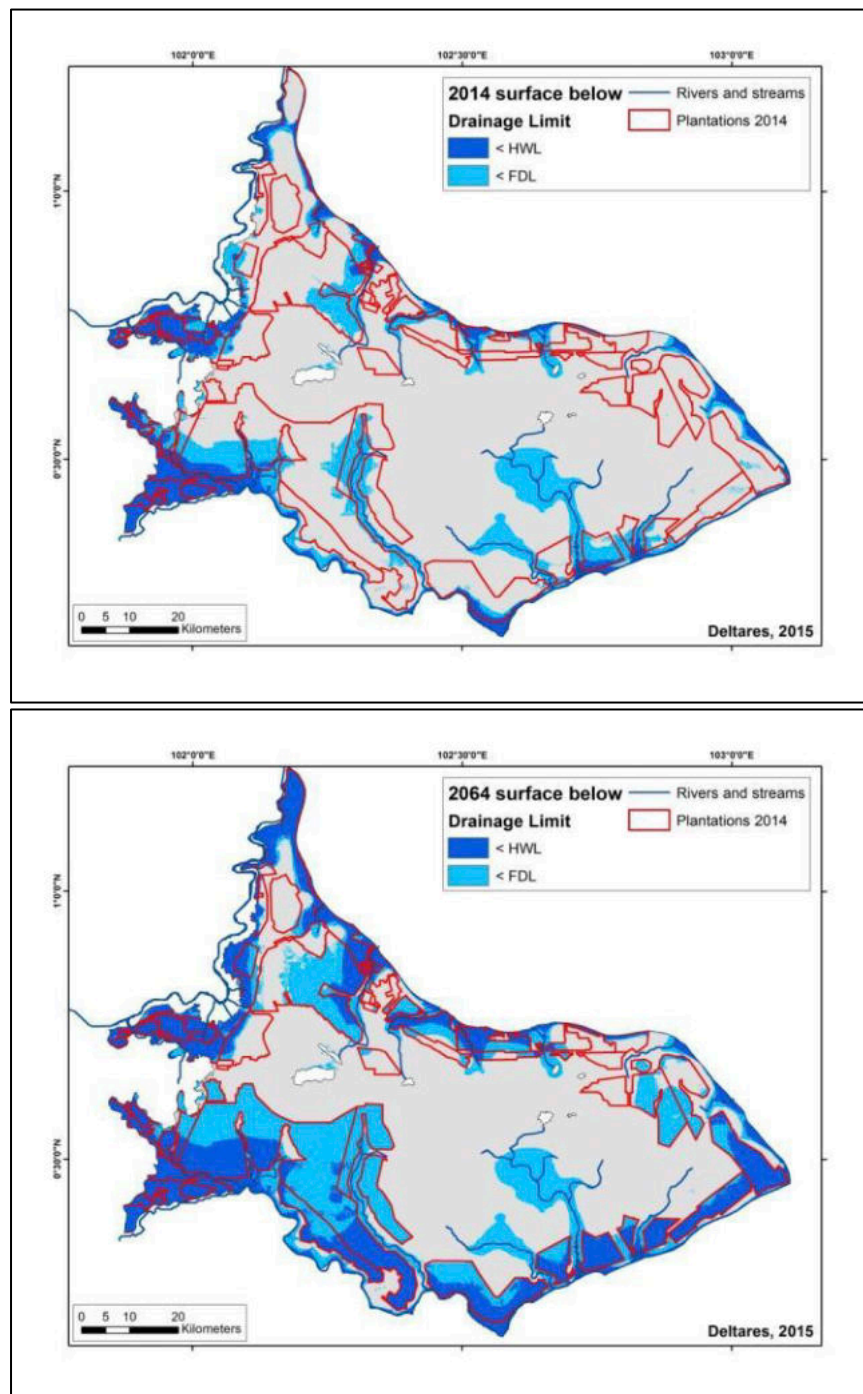 102°0'0"E 102°30'0"E 103°0'0"E
2014 surface below
Drainage Limit
< HWL
< FDL
Rivers and streams
Plantations 2014
1°0'0"N
0°30'0"N
0 5 10 20
Kilometers
Deltares, 2015
102°0'0"E 102°30'0"E 103°0'0"E
2064 surface below
Drainage Limit
< HWL
< FDL
Rivers and streams
Plantations 2014
1°0'0"N
0°30'0"N
0 5 10 20
Kilometers
Deltares, 2015